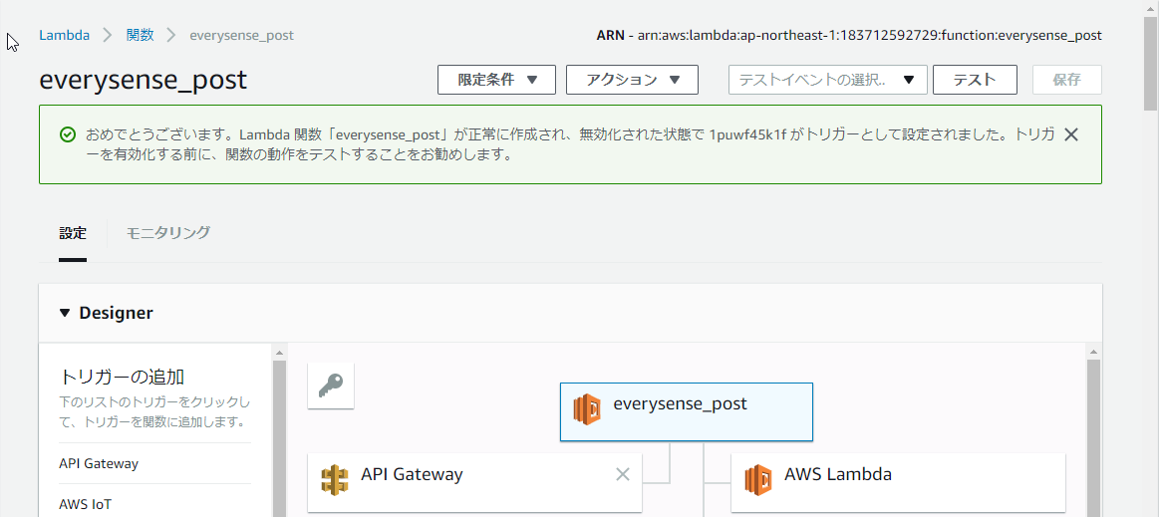 Lambda 関数 everysense_post
ARN - arn:aws:lambda:ap-northeast-1:183712592729:function:everysense_post
everysense_post
限定条件 アクション テストイベントの選択.. テスト 保存
おめでとうございます。Lambda 関数「everysense_post」が正常に作成され、無効化された状態で 1puwf45k1f がトリガーとして設定されました。トリガ
ーを有効化する前に、関数の動作をテストすることをお勧めします。
設定 モニタリング
Designer
トリガーの追加
下のリストのトリガーをクリックし
て、トリガーを関数に追加します。
API Gateway
AWS IoT
everysense_post
API Gateway
AWS Lambda